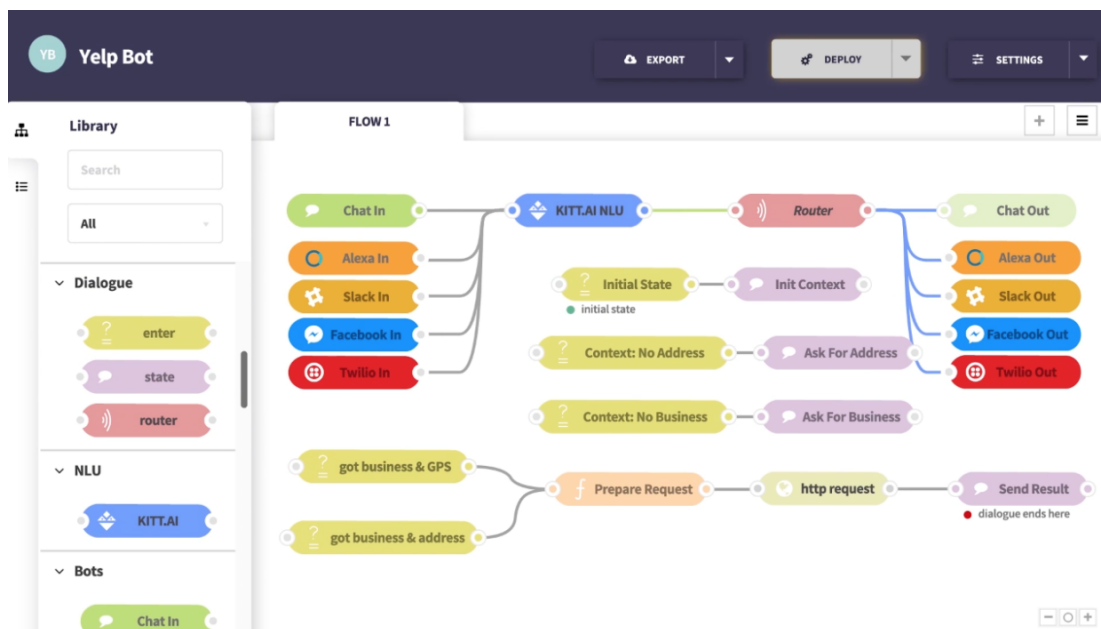 YB
Yelp Bot
EXPORT
DEPLOY
SETTINGS
Library
FLOW 1
Search
All
Dialogue
enter
state
router
NLU
KITT.AI
Bots
Chat In
Chat In
KITT.AI NLU
Router
Chat Out
Alexa In
Alexa Out
Slack In
Initial State
Init Context
Slack Out
initial state
Facebook In
Facebook Out
Context: No Address
Ask For Address
Twilio In
Twilio Out
Context: No Business
Ask For Business
got business & GPS
Prepare Request
http request
Send Result
dialogue ends here
got business & address